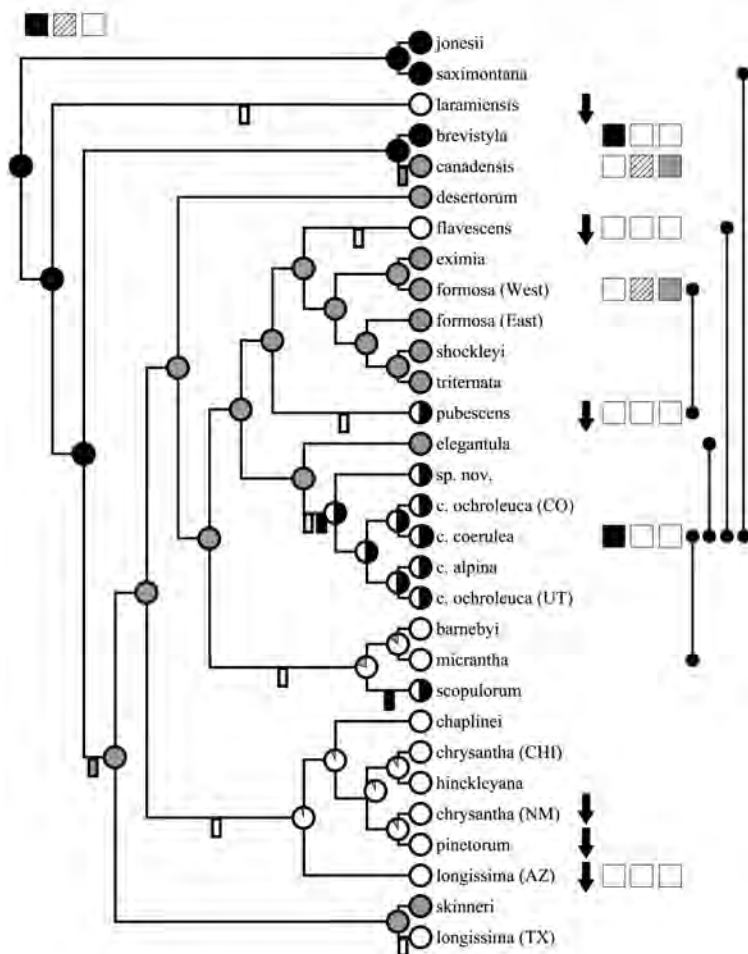 jonesii
saximontana
laramiensis
brevistyla
canadensis
desertorum
flavescens
eximia
formosa (West)
formosa (East)
shockleyi
triternata
pubescens
elegantula
sp. nov.
c. ochroleuca (CO)
c. coerulea
c. alpina
c. ochroleuca (UT)
barnebyi
micrantha
scopulorum
chaplinei
chrysantha (CHI)
hinckleyana
chrysantha (NM)
pinetorum
longissima (AZ)
skinneri
longissima (TX)